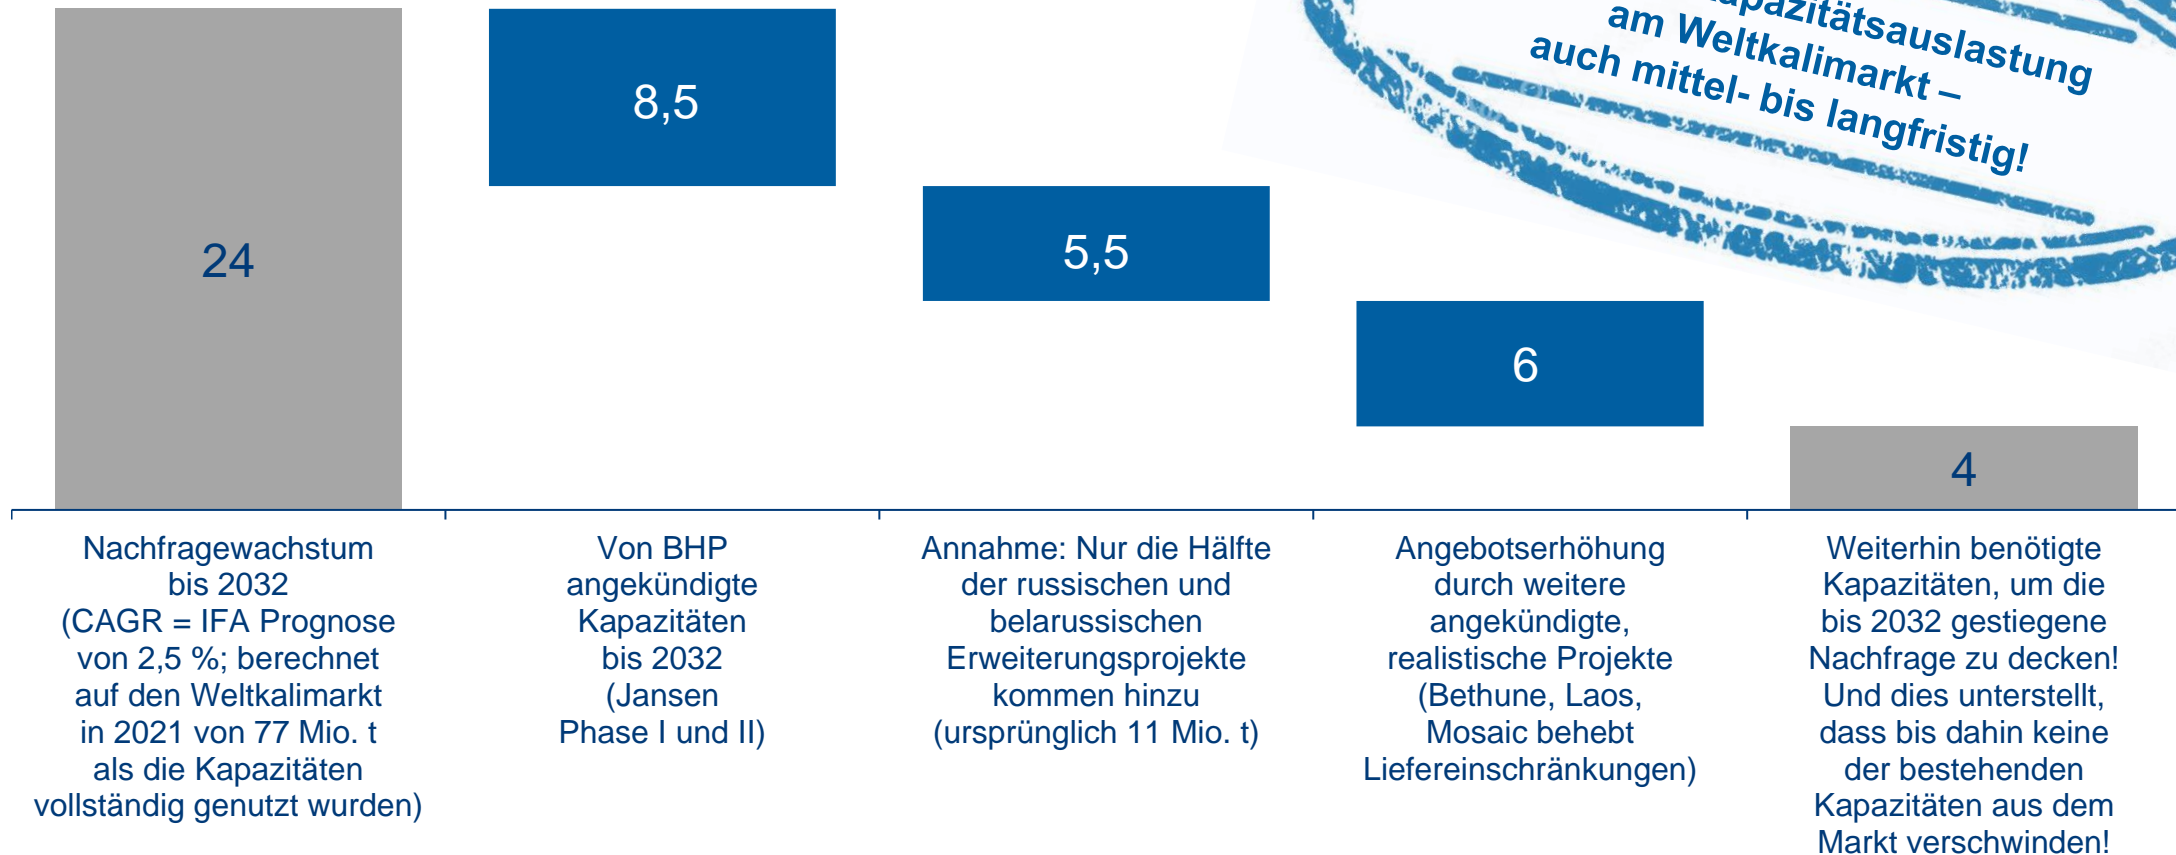 Kapazitätsauslastung
am Weltkalimarkt –
auch mittel- bis langfristig!
24
8,5
5,5
6
4
Nachfragewachstum
bis 2032
(CAGR = IFA Prognose
von 2,5 %; berechnet
auf den Weltkalimarkt
in 2021 von 77 Mio. t
als die Kapazitäten
vollständig genutzt wurden)
Von BHP
angekündigte
Kapazitäten
bis 2032
(Jansen
Phase I und II)
Annahme: Nur die Hälfte
der russischen und
belarussischen
Erweiterungsprojekte
kommen hinzu
(ursprünglich 11 Mio. t)
Angebotserhöhung
durch weitere
angekündigte,
realistische Projekte
(Bethune, Laos,
Mosaic behebt
Liefereinschränkungen)
Weiterhin benötigte
Kapazitäten, um die
bis 2032 gestiegene
Nachfrage zu decken!
Und dies unterstellt,
dass bis dahin keine
der bestehenden
Kapazitäten aus dem
Markt verschwinden!